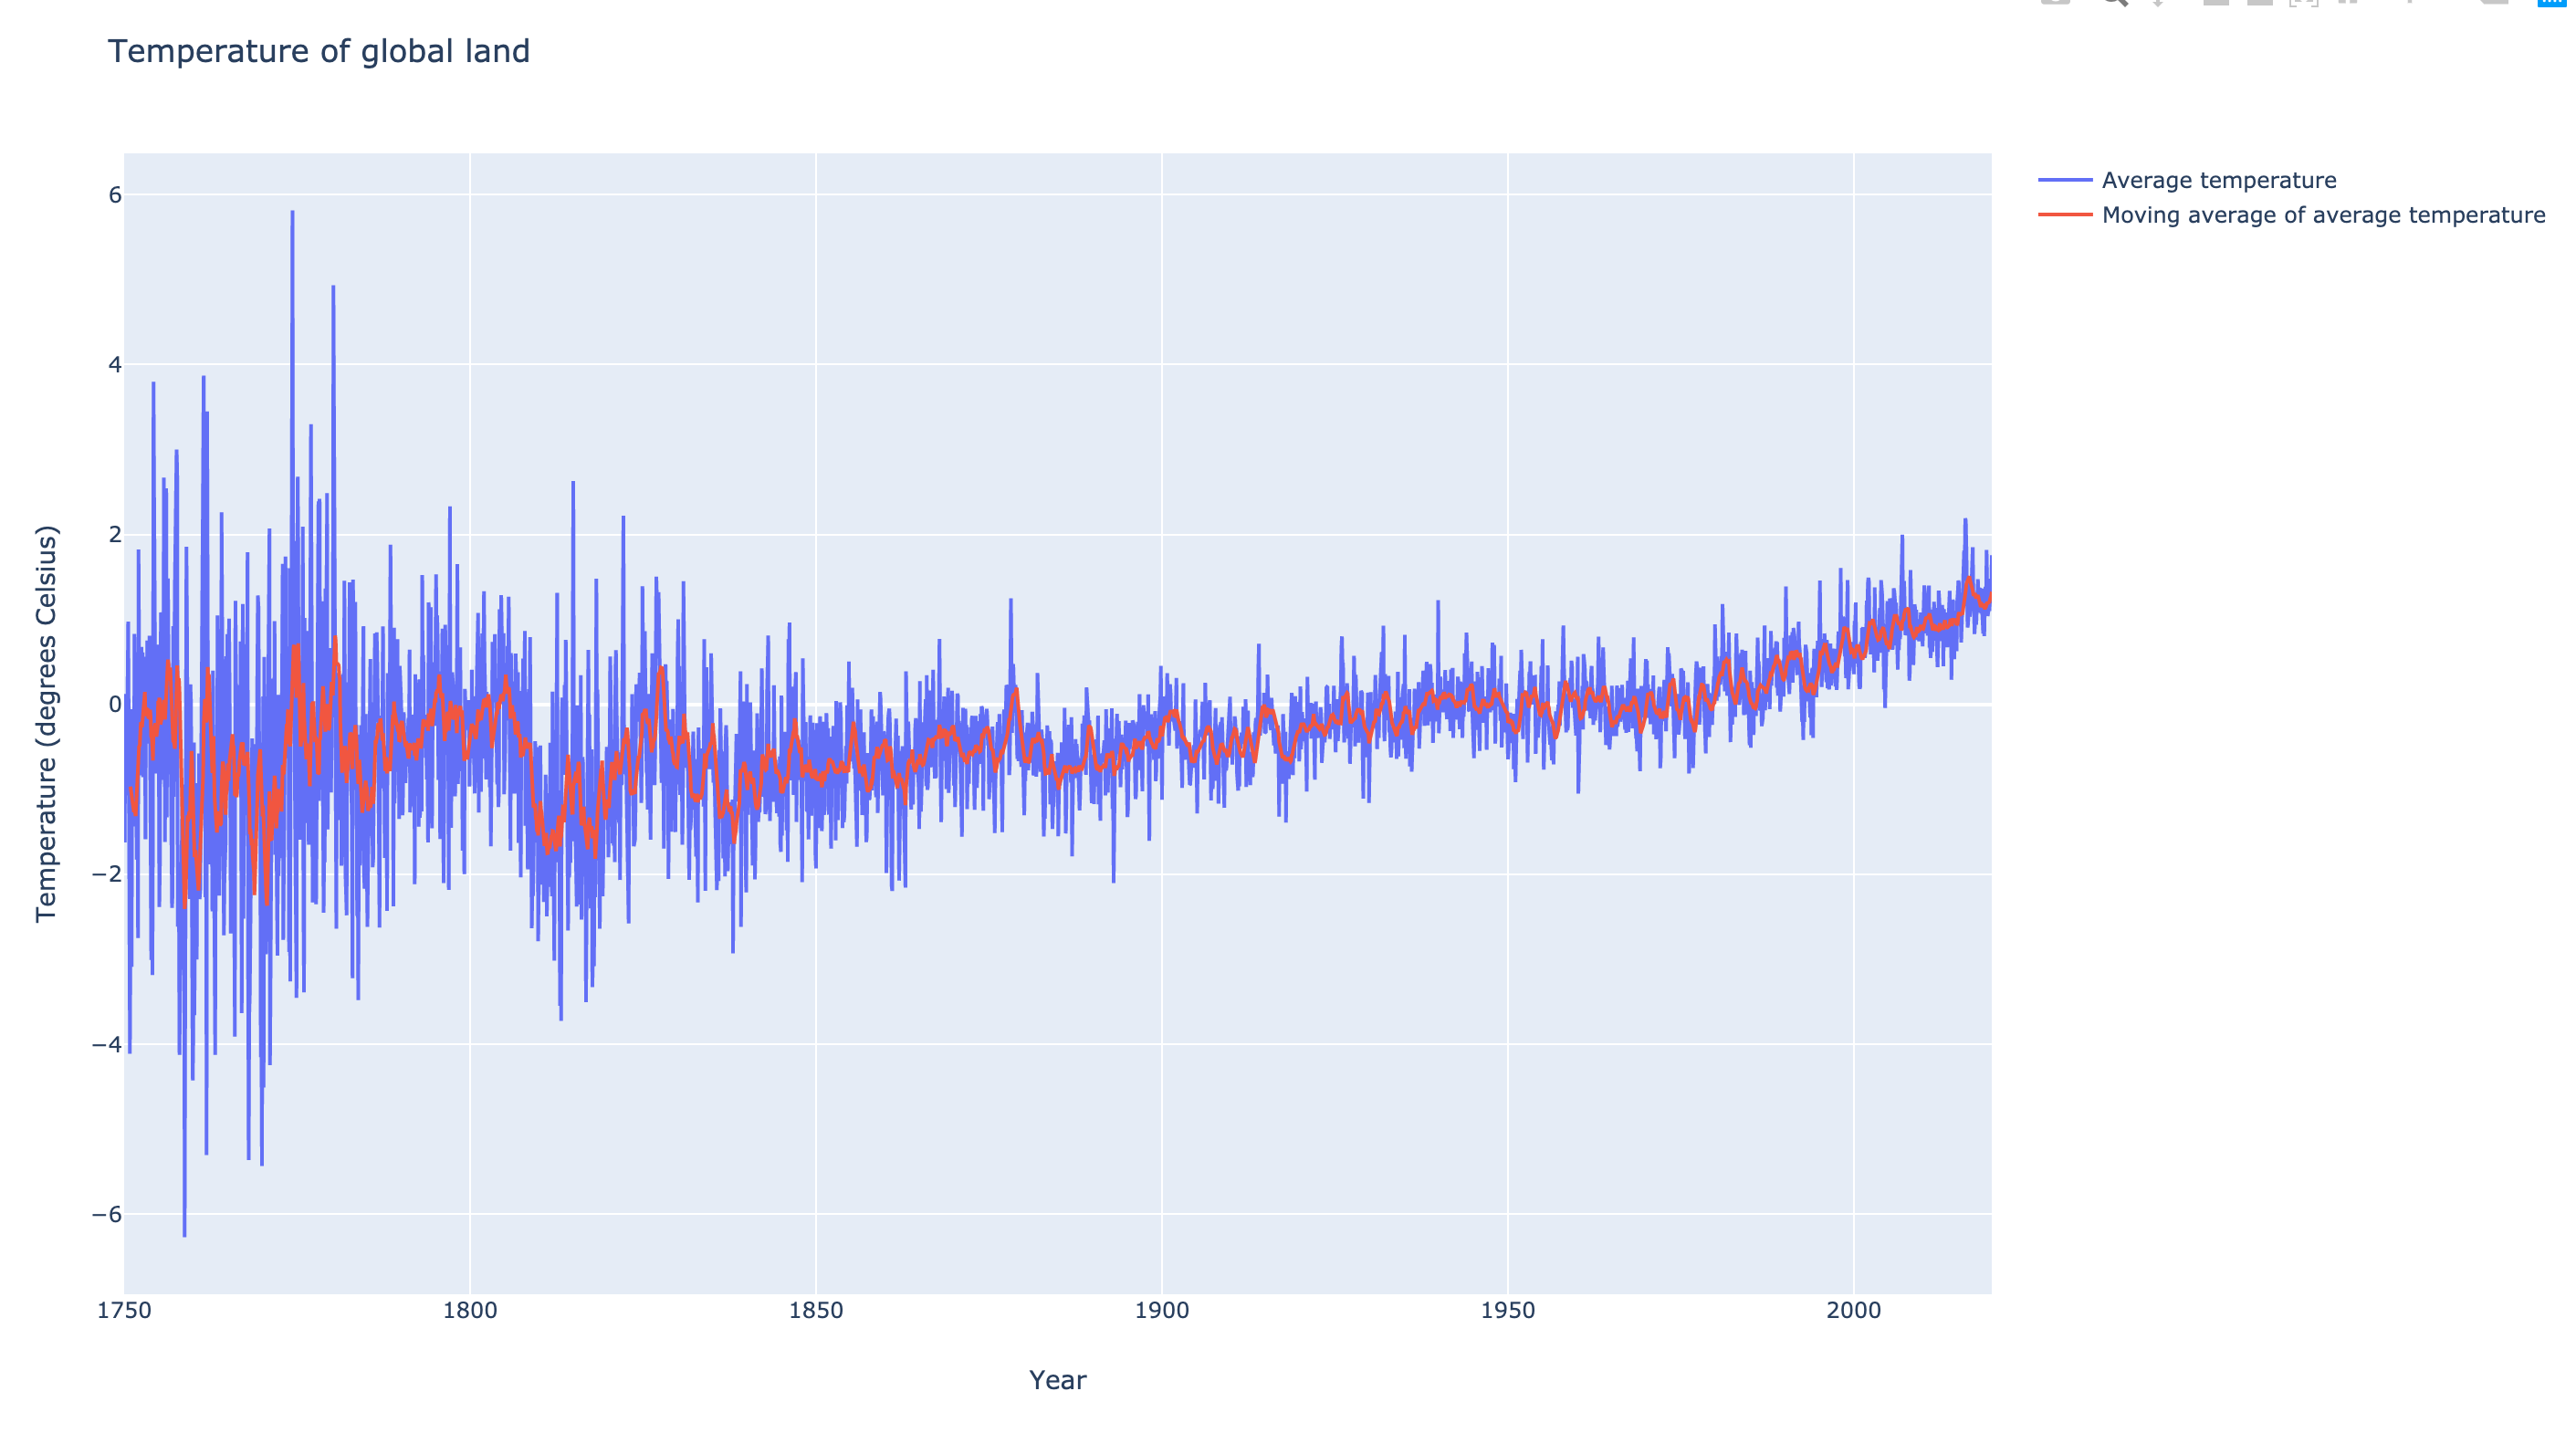 Temperature of global land
Average temperature
Moving average of average temperature
6
4
2
0
−2
−4
−6
Temperature (degrees Celsius)
1750 1800 1850 1900 1950 2000
Year